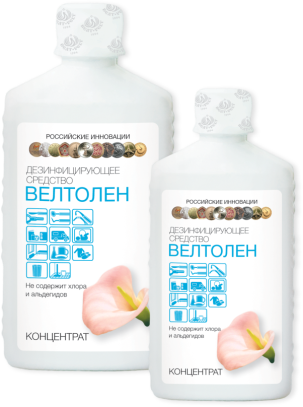 РОССИЙСКИЕ ИННОВАЦИИ
ДЕЗИНФИЦИРУЮЩЕЕ
СРЕДСТВО
ВЕЛТОЛЕН
Не содержит хлора
и альдегидов
КОНЦЕНТРАТ
РОССИЙСКИЕ ИННОВАЦИИ
ДЕЗИНФИЦИРУЮЩЕЕ
СРЕДСТВО
ВЕЛТОЛЕН
Не содержит хлора
и альдегидов
КОНЦЕНТРАТ